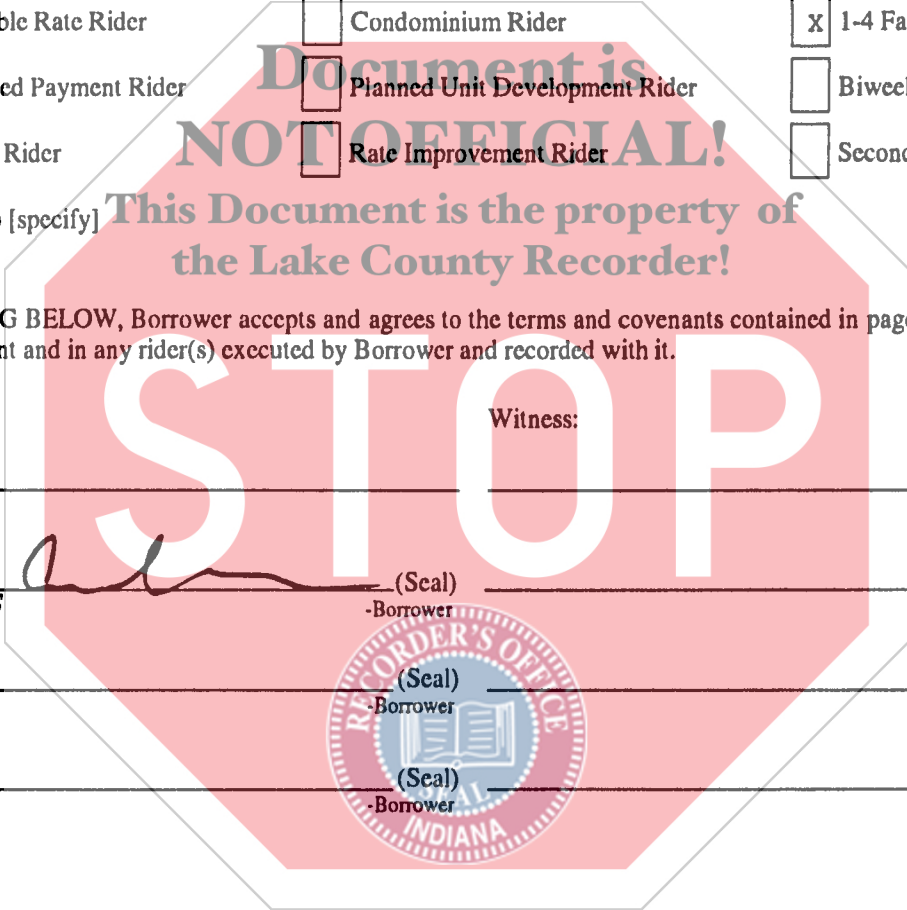 ble Rate Rider Condominium Rider X 1-4 Fa
ed Payment Rider Planned Unit Development Rider Biweel
Rider Rate Improvement Rider Second
[specify]
Document is
NOT OFFICIAL!
This Document is the property of
the Lake County Recorder!
G BELOW, Borrower accepts and agrees to the terms and covenants contained in page
nt and in any rider(s) executed by Borrower and recorded with it.
STOP
Witness:
(Seal)
-Borrower
(Seal)
-Borrower
(Seal)
-Borrower
RECORDER'S OFFICE
SEAL
INDIANA